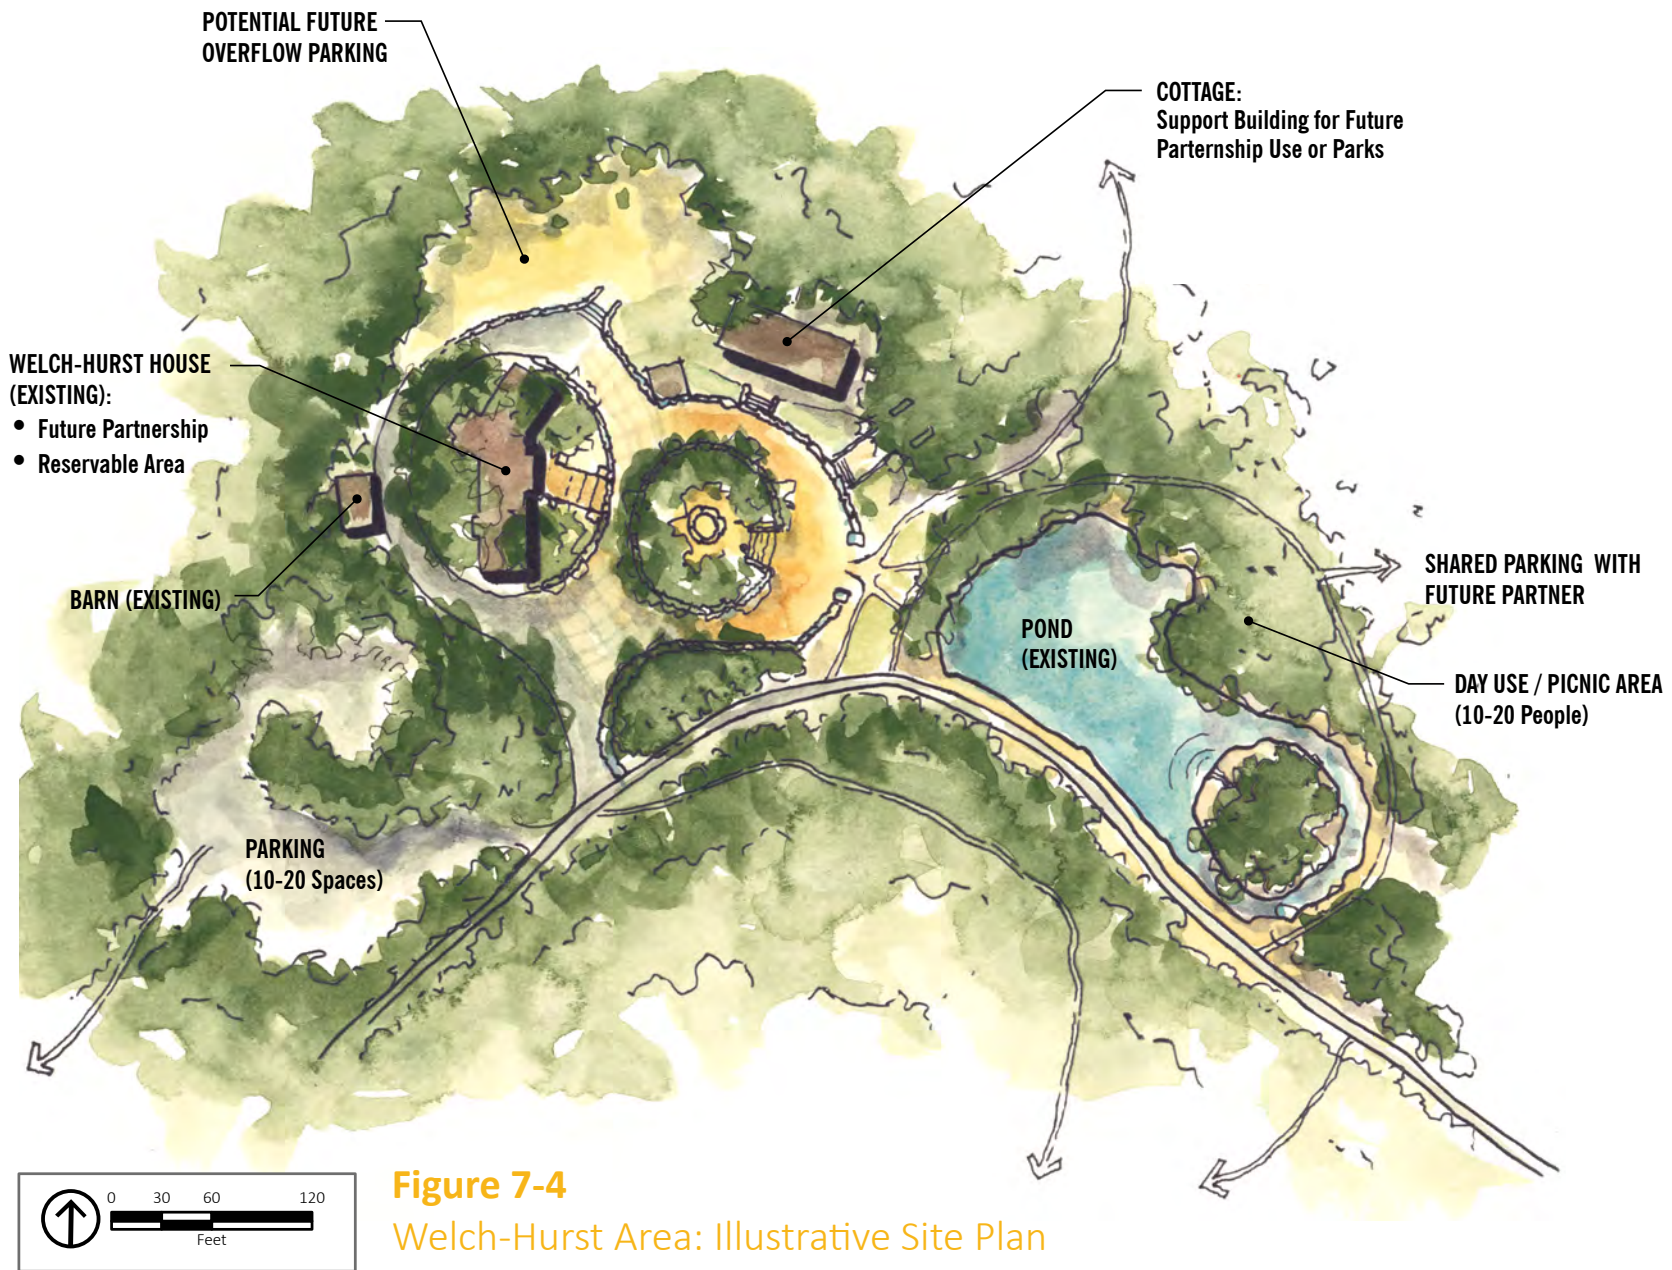 POTENTIAL FUTURE
OVERFLOW PARKING
COTTAGE:
Support Building for Future
Parternship Use or Parks
WELCH-HURST HOUSE
(EXISTING):
• Future Partnership
• Reservable Area
BARN (EXISTING)
SHARED PARKING WITH
FUTURE PARTNER
POND
(EXISTING)
DAY USE / PICNIC AREA
(10-20 People)
PARKING
(10-20 Spaces)
0 30 60 120
Feet
Figure 7-4
Welch-Hurst Area: Illustrative Site Plan